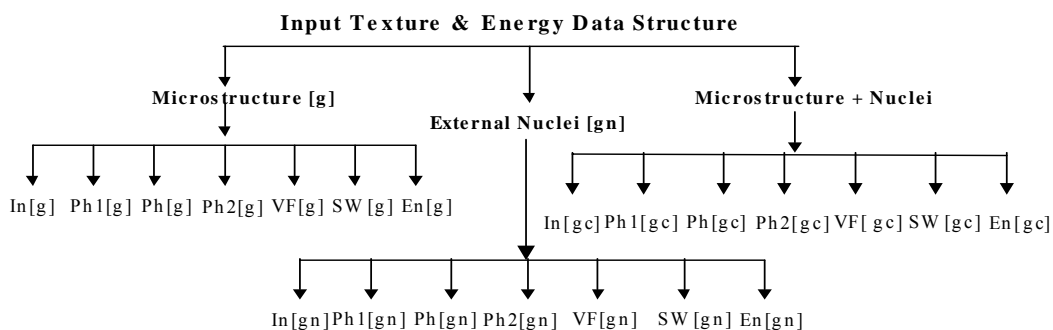 Input Texture & Energy Data Structure
Microstructure [g]
External Nuclei [gn]
Microstructure + Nuclei
In[g] Ph1[g] Ph[g] Ph2[g] VF[g] SW[g] En[g]
In[gc] Ph1[gc] Ph[gc] Ph2[gc] VF[gc] SW[gc] En[gc]
In[gn] Ph1[gn] Ph[gn] Ph2[gn] VF[gn] SW[gn] En[gn]